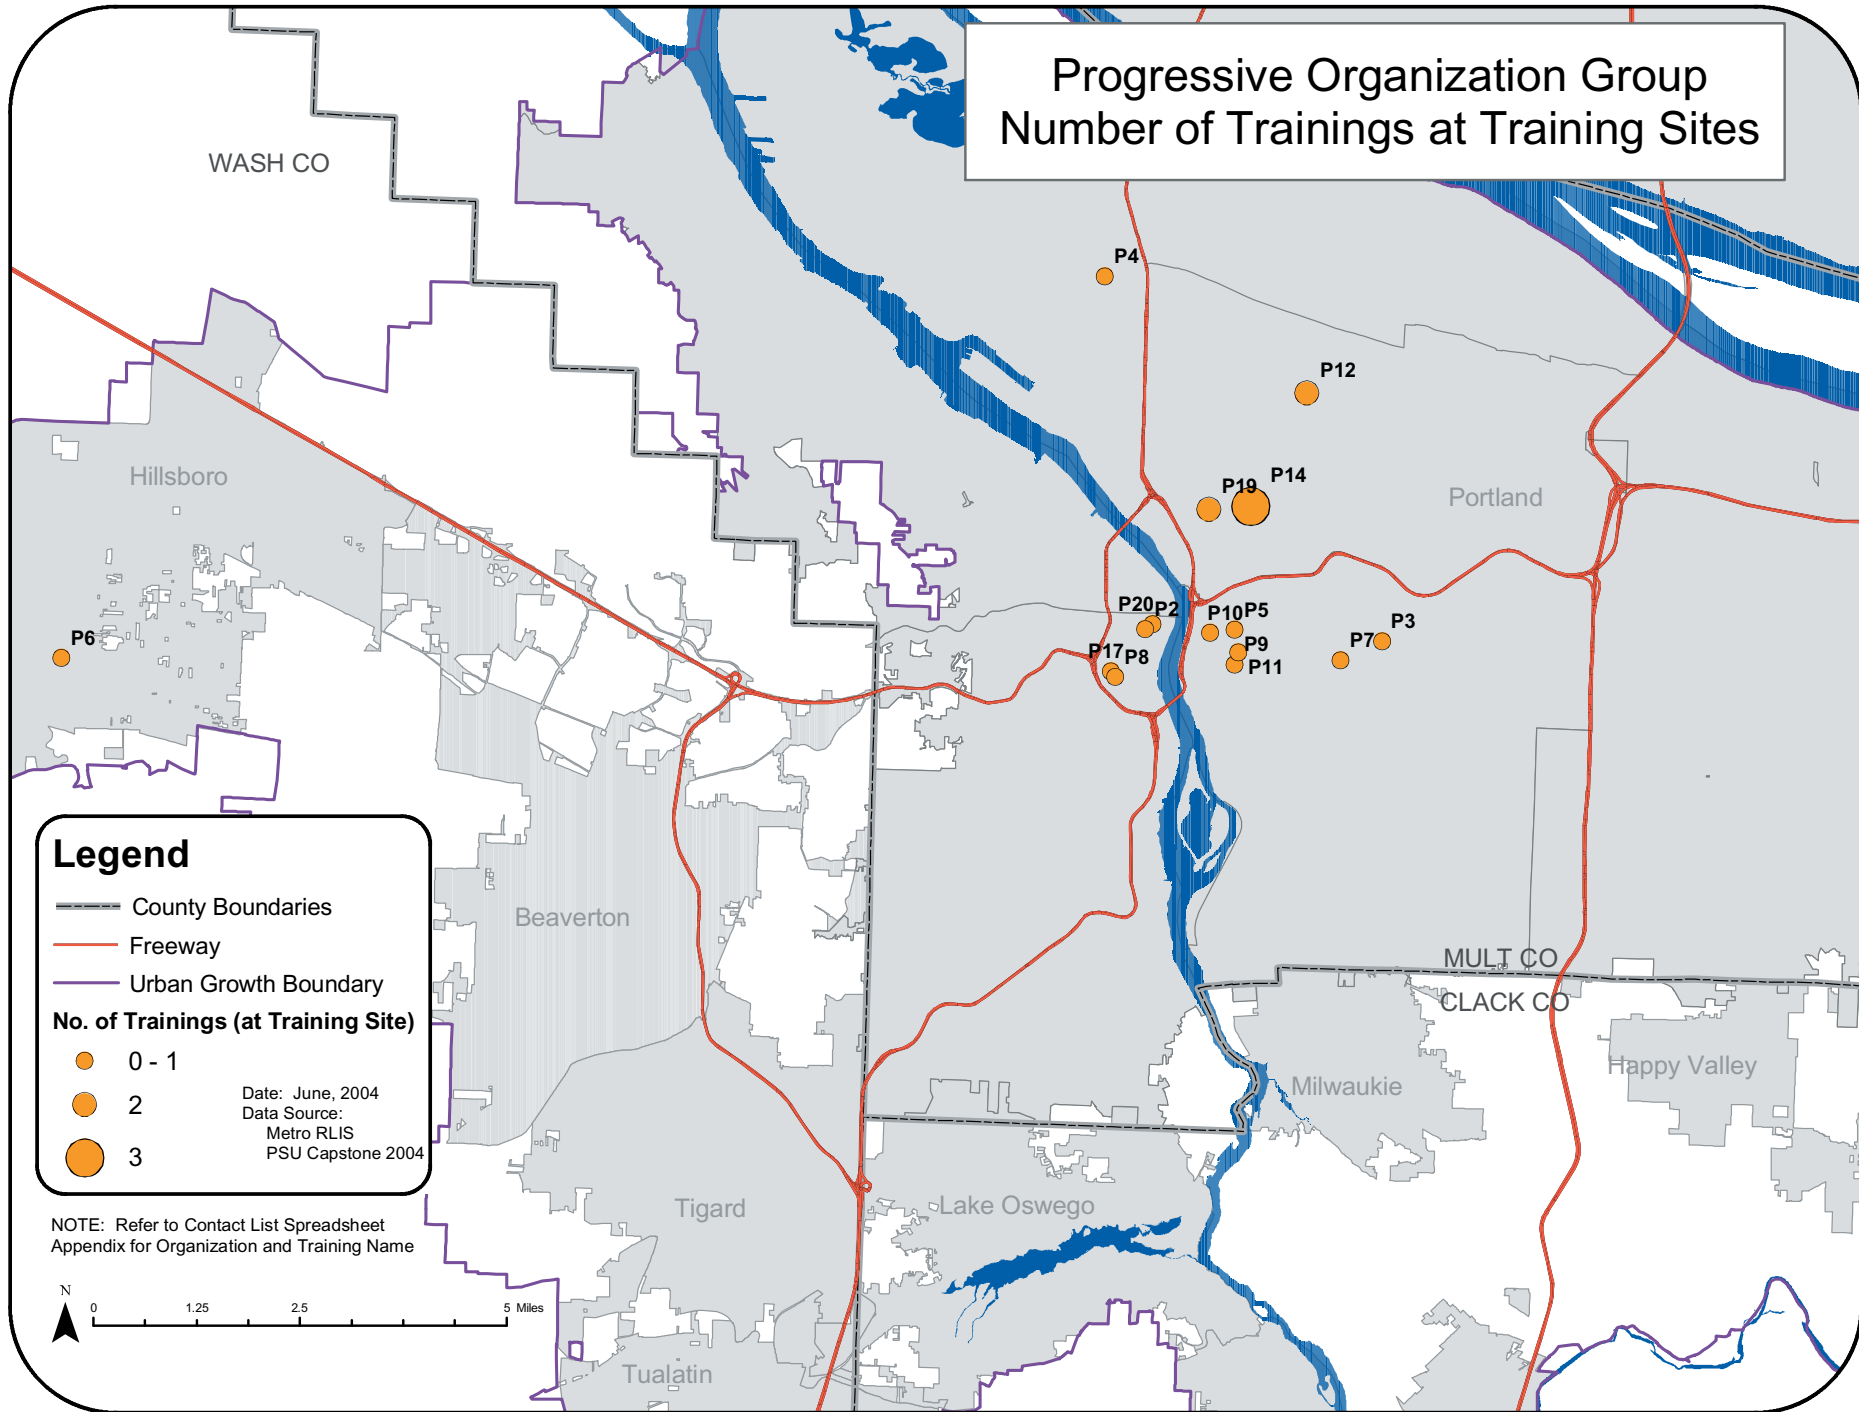 Progressive Organization Group
Number of Trainings at Training Sites
WASH CO
P4
P12
P19
P14
Hillsboro
Portland
P20
P2
P10
P5
P9
P3
P7
P6
P17
P8
P11
Legend
County Boundaries
Freeway
Urban Growth Boundary
No. of Trainings (at Training Site)
0 - 1
2
3
Date: June, 2004
Data Source:
Metro RLIS
PSU Capstone 2004
Beaverton
MULT CO
CLACK CO
Happy Valley
Milwaukie
Tigard
Lake Oswego
NOTE: Refer to Contact List Spreadsheet
Appendix for Organization and Training Name
N
0 1.25 2.5 5 Miles
Tualatin